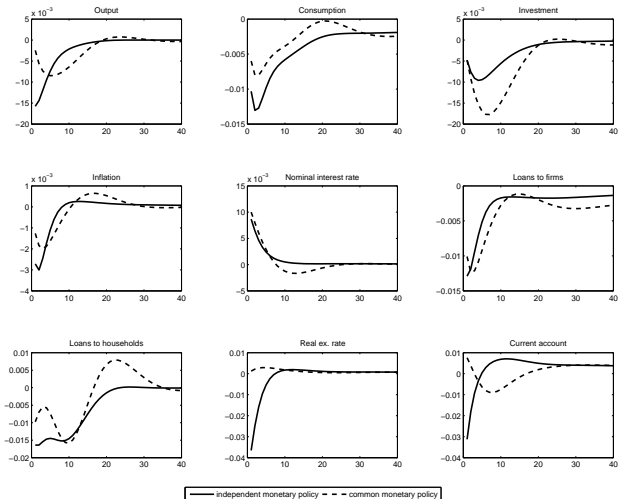 Output Consumption Investment
x 10⁻³ x 10⁻³
5 0 5
0 0
−5 −0.005 −5
−10 −10
−15 −0.01 −15
−20 −0.015 −20
0 10 20 30 40 0 10 20 30 40 0 10 20 30 40
Inflation Nominal interest rate Loans to firms
x 10⁻³ x 10⁻³
1 15 0
0 10 −0.005
−1 5
−2 −0.01
−3 0
−4 −5 −0.015
0 10 20 30 40 0 10 20 30 40 0 10 20 30 40
Loans to households Real ex. rate Current account
0.01 0.01 0.01
0.005 0 0
0 −0.01 −0.01
−0.005 −0.02 −0.02
−0.01 −0.03 −0.03
−0.015 −0.04 −0.04
−0.02
0 10 20 30 40 0 10 20 30 40 0 10 20 30 40
independent monetary policy common monetary policy